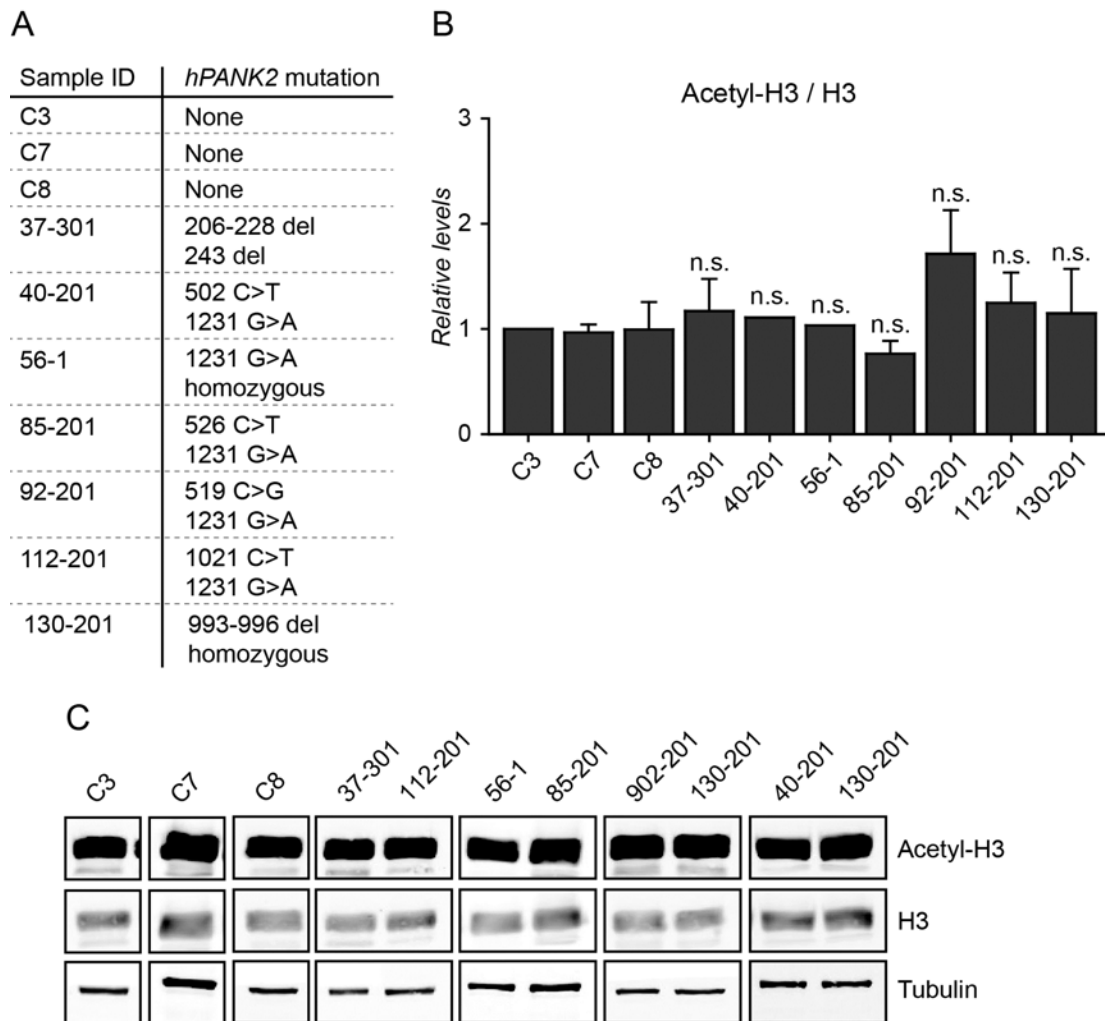 A
Sample ID hPANK2 mutation
C3 None
C7 None
C8 None
37-301 206-228 del
243 del
40-201 502 C>T
1231 G>A
56-1 1231 G>A
homozygous
85-201 526 C>T
1231 G>A
92-201 519 C>G
1231 G>A
112-201 1021 C>T
1231 G>A
130-201 993-996 del
homozygous
B
Acetyl-H3 / H3
Relative levels
3
2
1
0
n.s.
n.s.
n.s.
n.s.
n.s.
n.s.
n.s.
C3
C7
C8
37-301
40-201
56-1
85-201
92-201
112-201
130-201
C
C3
C7
C8
37-301
112-201
56-1
85-201
902-201
130-201
40-201
130-201
Acetyl-H3
H3
Tubulin